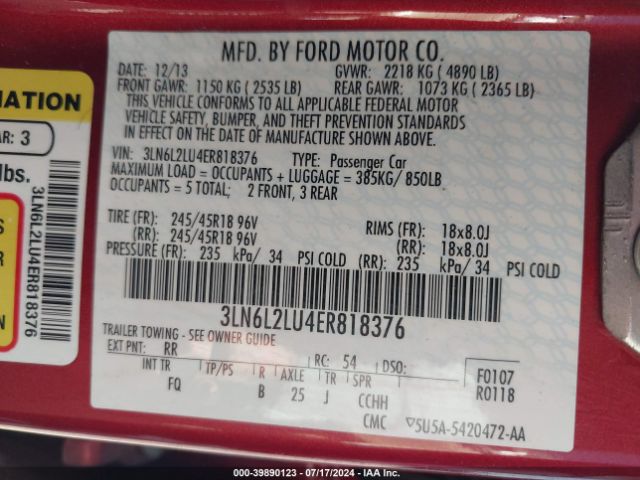 MFD. BY FORD MOTOR CO.
DATE: 12/13 GVWR: 2218 KG ( 4890 LB)
FRONT GAWR: 1150 KG ( 2535 LB) REAR GAWR: 1073 KG ( 2365 LB)
THIS VEHICLE CONFORMS TO ALL APPLICABLE FEDERAL MOTOR
VEHICLE SAFETY, BUMPER, AND THEFT PREVENTION STANDARDS
IN EFFECT ON THE DATE OF MANUFACTURE SHOWN ABOVE.
VIN: 3LN6L2LU4ER818376 TYPE: Passenger Car
MAXIMUM LOAD = OCCUPANTS + LUGGAGE = 385KG/ 850LB
OCCUPANTS = 5 TOTAL; 2 FRONT, 3 REAR
TIRE (FR): 245/45R18 96V RIMS (FR): 18x8.0J
(RR): 245/45R18 96V (RR): 18x8.0J
PRESSURE (FR): 235 kPa/ 34 PSI COLD (RR): 235 kPa/ 34 PSI COLD
3LN6L2LU4ER818376
TRAILER TOWING - SEE OWNER GUIDE
EXT PNT: RR RC: 54 DSO:
INT TR TP/PS R AXLE TR SPR F0107
FQ B 25 J CCHH R0118
CMC ▽5U5A-5420472-AA
MATION
AR: 3
lbs.
3LN6L2LU4ER818376
S
R
N
000-39890123 - 07/17/2024 - IAA Inc.